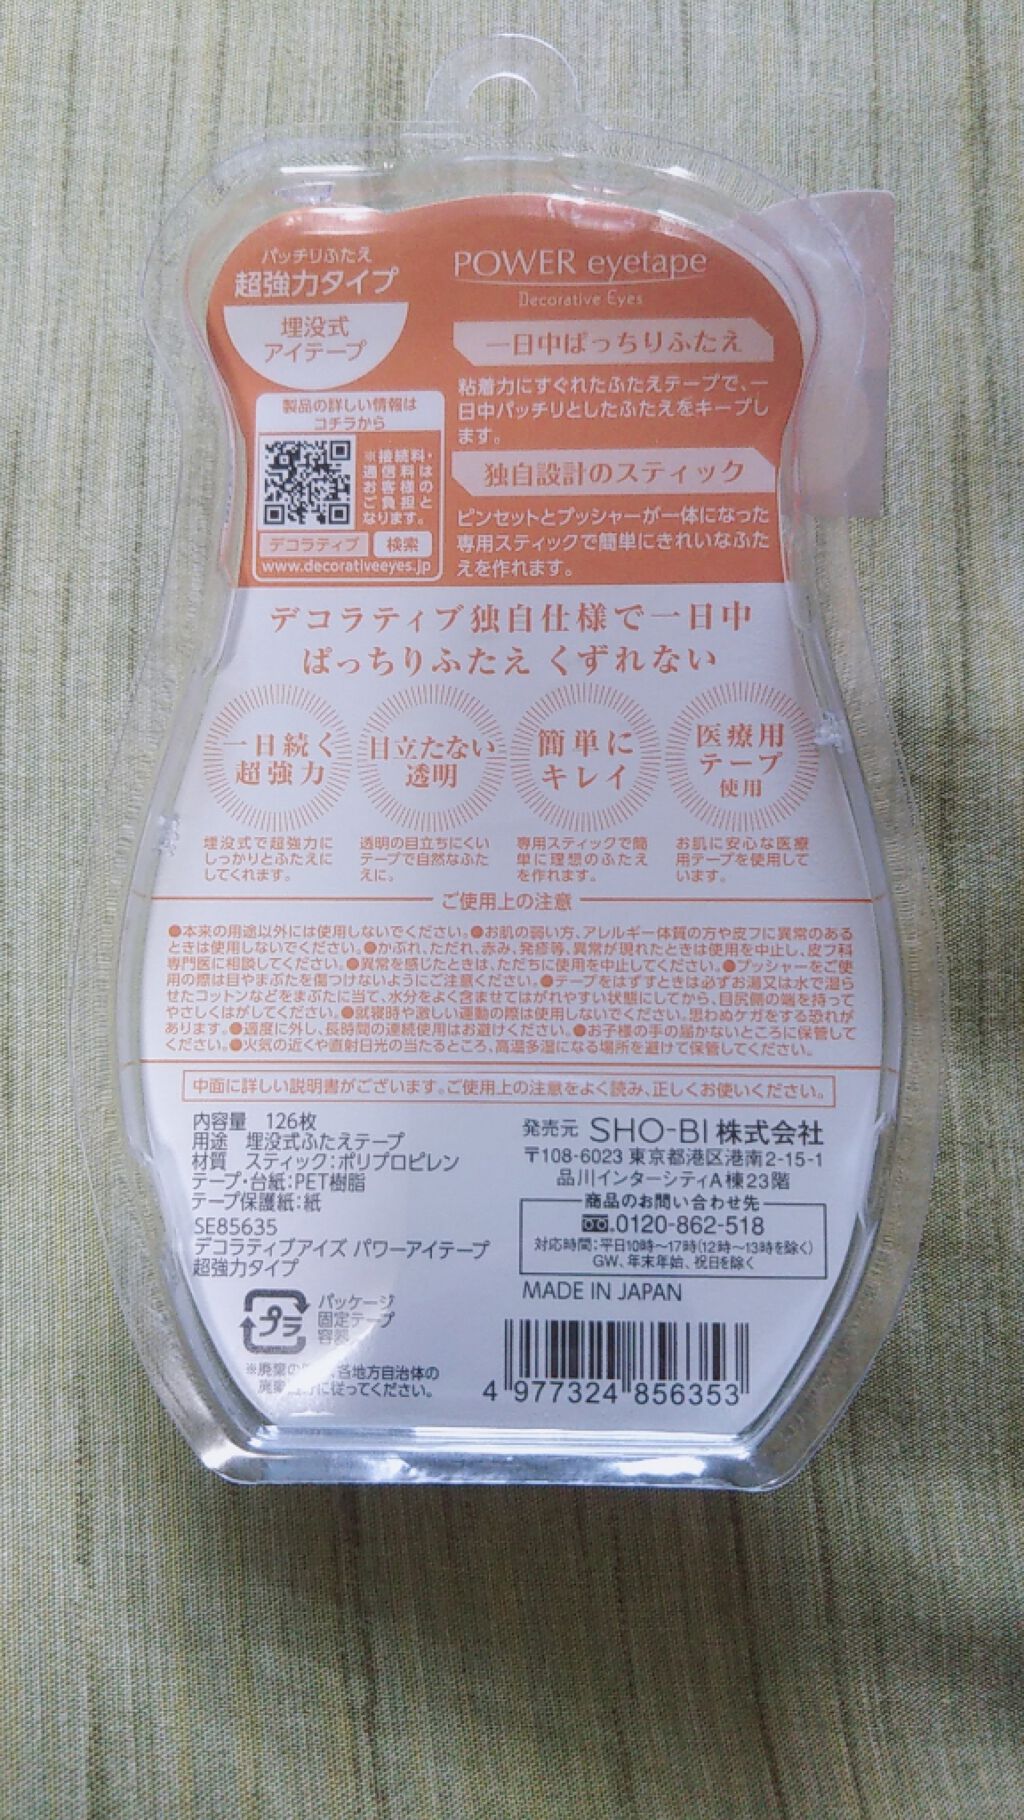 パッチリふたえ
超強力タイプ
埋没式
アイテープ
製品の詳しい情報は
コチラから
※接続料・
通信料は
お客様の
ご負担と
なります。
デコラティブ 検索
www.decorativeeyes.jp
POWER eyetape
Decorative Eyes
一日中ぱっちりふたえ
粘着力にすぐれたふたえテープで、一
日中パッチリとしたふたえをキープし
ます。
独自設計のスティック
ピンセットとプッシャーが一体になった
専用スティックで簡単にきれいなふた
えを作れます。
デコラティブ独自仕様で一日中
ぱっちりふたえ くずれない
一日続く
超強力
埋没式で超強力に
しっかりとふたえに
してくれます。
目立たない
透明
透明の目立ちにくい
テープで自然なふた
えに。
簡単に
キレイ
専用スティックで簡
単に理想のふたえ
を作れます。
医療用
テープ
使用
お肌に安心な医療
用テープを使用して
います。
ご使用上の注意
●本来の用途以外には使用しないでください。●お肌の弱い方、アレルギー体質の方や皮フに異常のある
ときは使用しないでください。●かぶれ、ただれ、赤み、発疹等、異常が現れたときは使用を中止し、皮フ科
専門医に相談してください。●異常を感じたときは、ただちに使用を中止してください。●プッシャーをご使
用の際は目やまぶたを傷つけないようにご注意ください。●テープをはずすときは必ずお湯又は水で湿ら
せたコットンなどをまぶたに当て、水分をよく含ませてはがれやすい状態にしてから、目尻側の端を持って
やさしくはがしてください。●就寝時や激しい運動の際は使用しないでください。思わぬケガをする恐れが
あります。●適度に外し、長時間の連続使用はお避けください。●お子様の手の届かないところに保管して
ください。●火気の近くや直射日光の当たるところ、高温多湿になる場所を避けて保管してください。
中面に詳しい説明書がございます。ご使用上の注意をよく読み、正しくお使いください。
内容量 126枚
用途 埋没式ふたえテープ
材質 スティック:ポリプロピレン
テープ・台紙:PET樹脂
テープ保護紙:紙
SE85635
デコラティブアイズ パワーアイテープ
超強力タイプ
プラ
パッケージ
固定テープ
容器
※廃棄の 各地方自治体の
廃棄 に従ってください。
発売元 SHO-BI株式会社
〒108-6023 東京都港区港南2-15-1
品川インターシティA棟23階
商品のお問い合わせ先
0120-862-518
対応時間:平日10時〜17時(12時〜13時を除く)
GW、年末年始、祝日を除く
MADE IN JAPAN
4 977324 856353